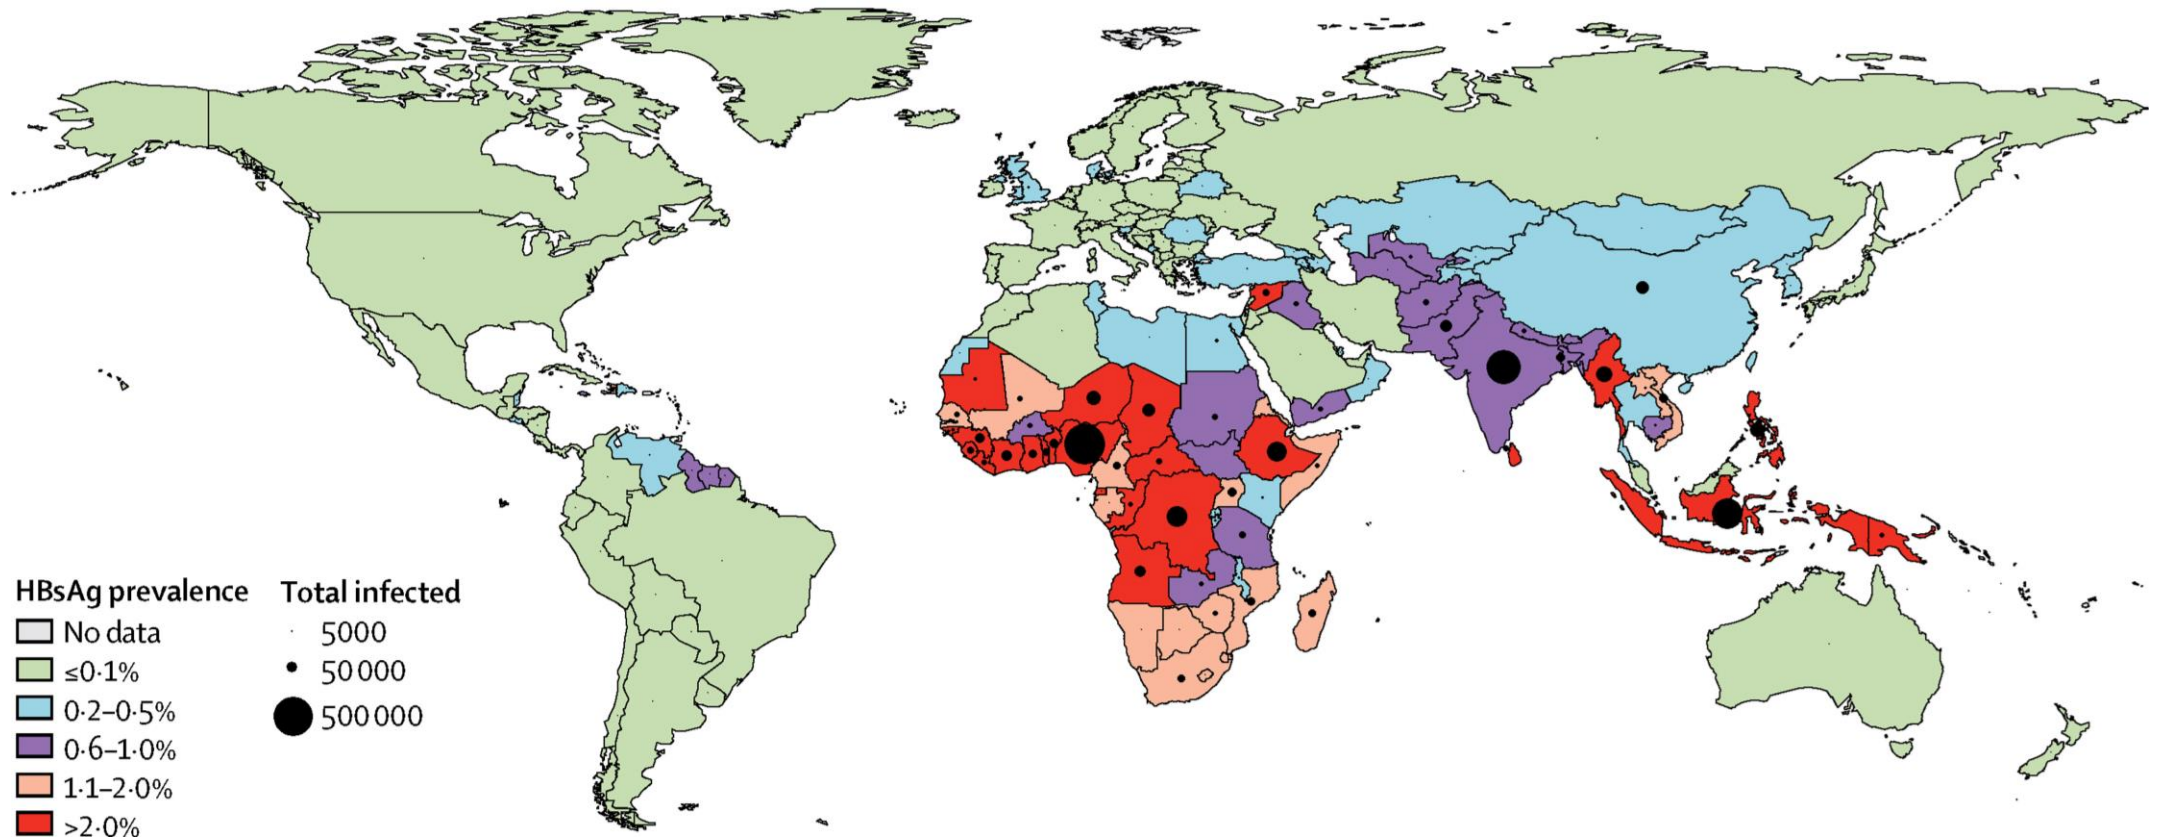 HBsAg prevalence
No data
≤0·1%
0·2–0·5%
0·6–1·0%
1·1–2·0%
>2·0%
Total infected
5000
50 000
500 000